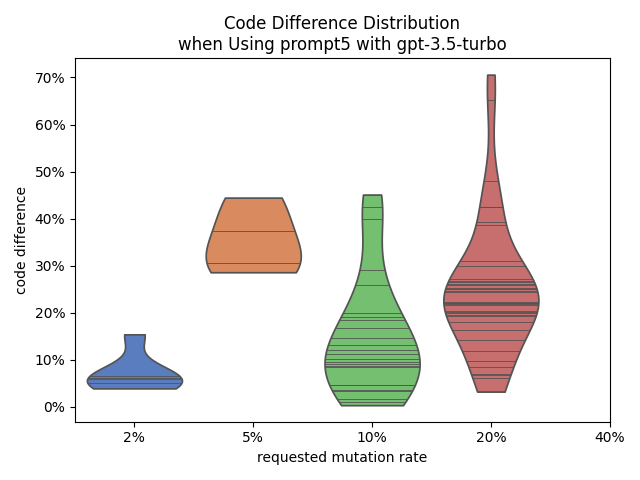 Code Difference Distribution
when Using prompt5 with gpt-3.5-turbo
70%
60%
50%
40%
30%
20%
10%
0%
code difference
2% 5% 10% 20% 40%
requested mutation rate